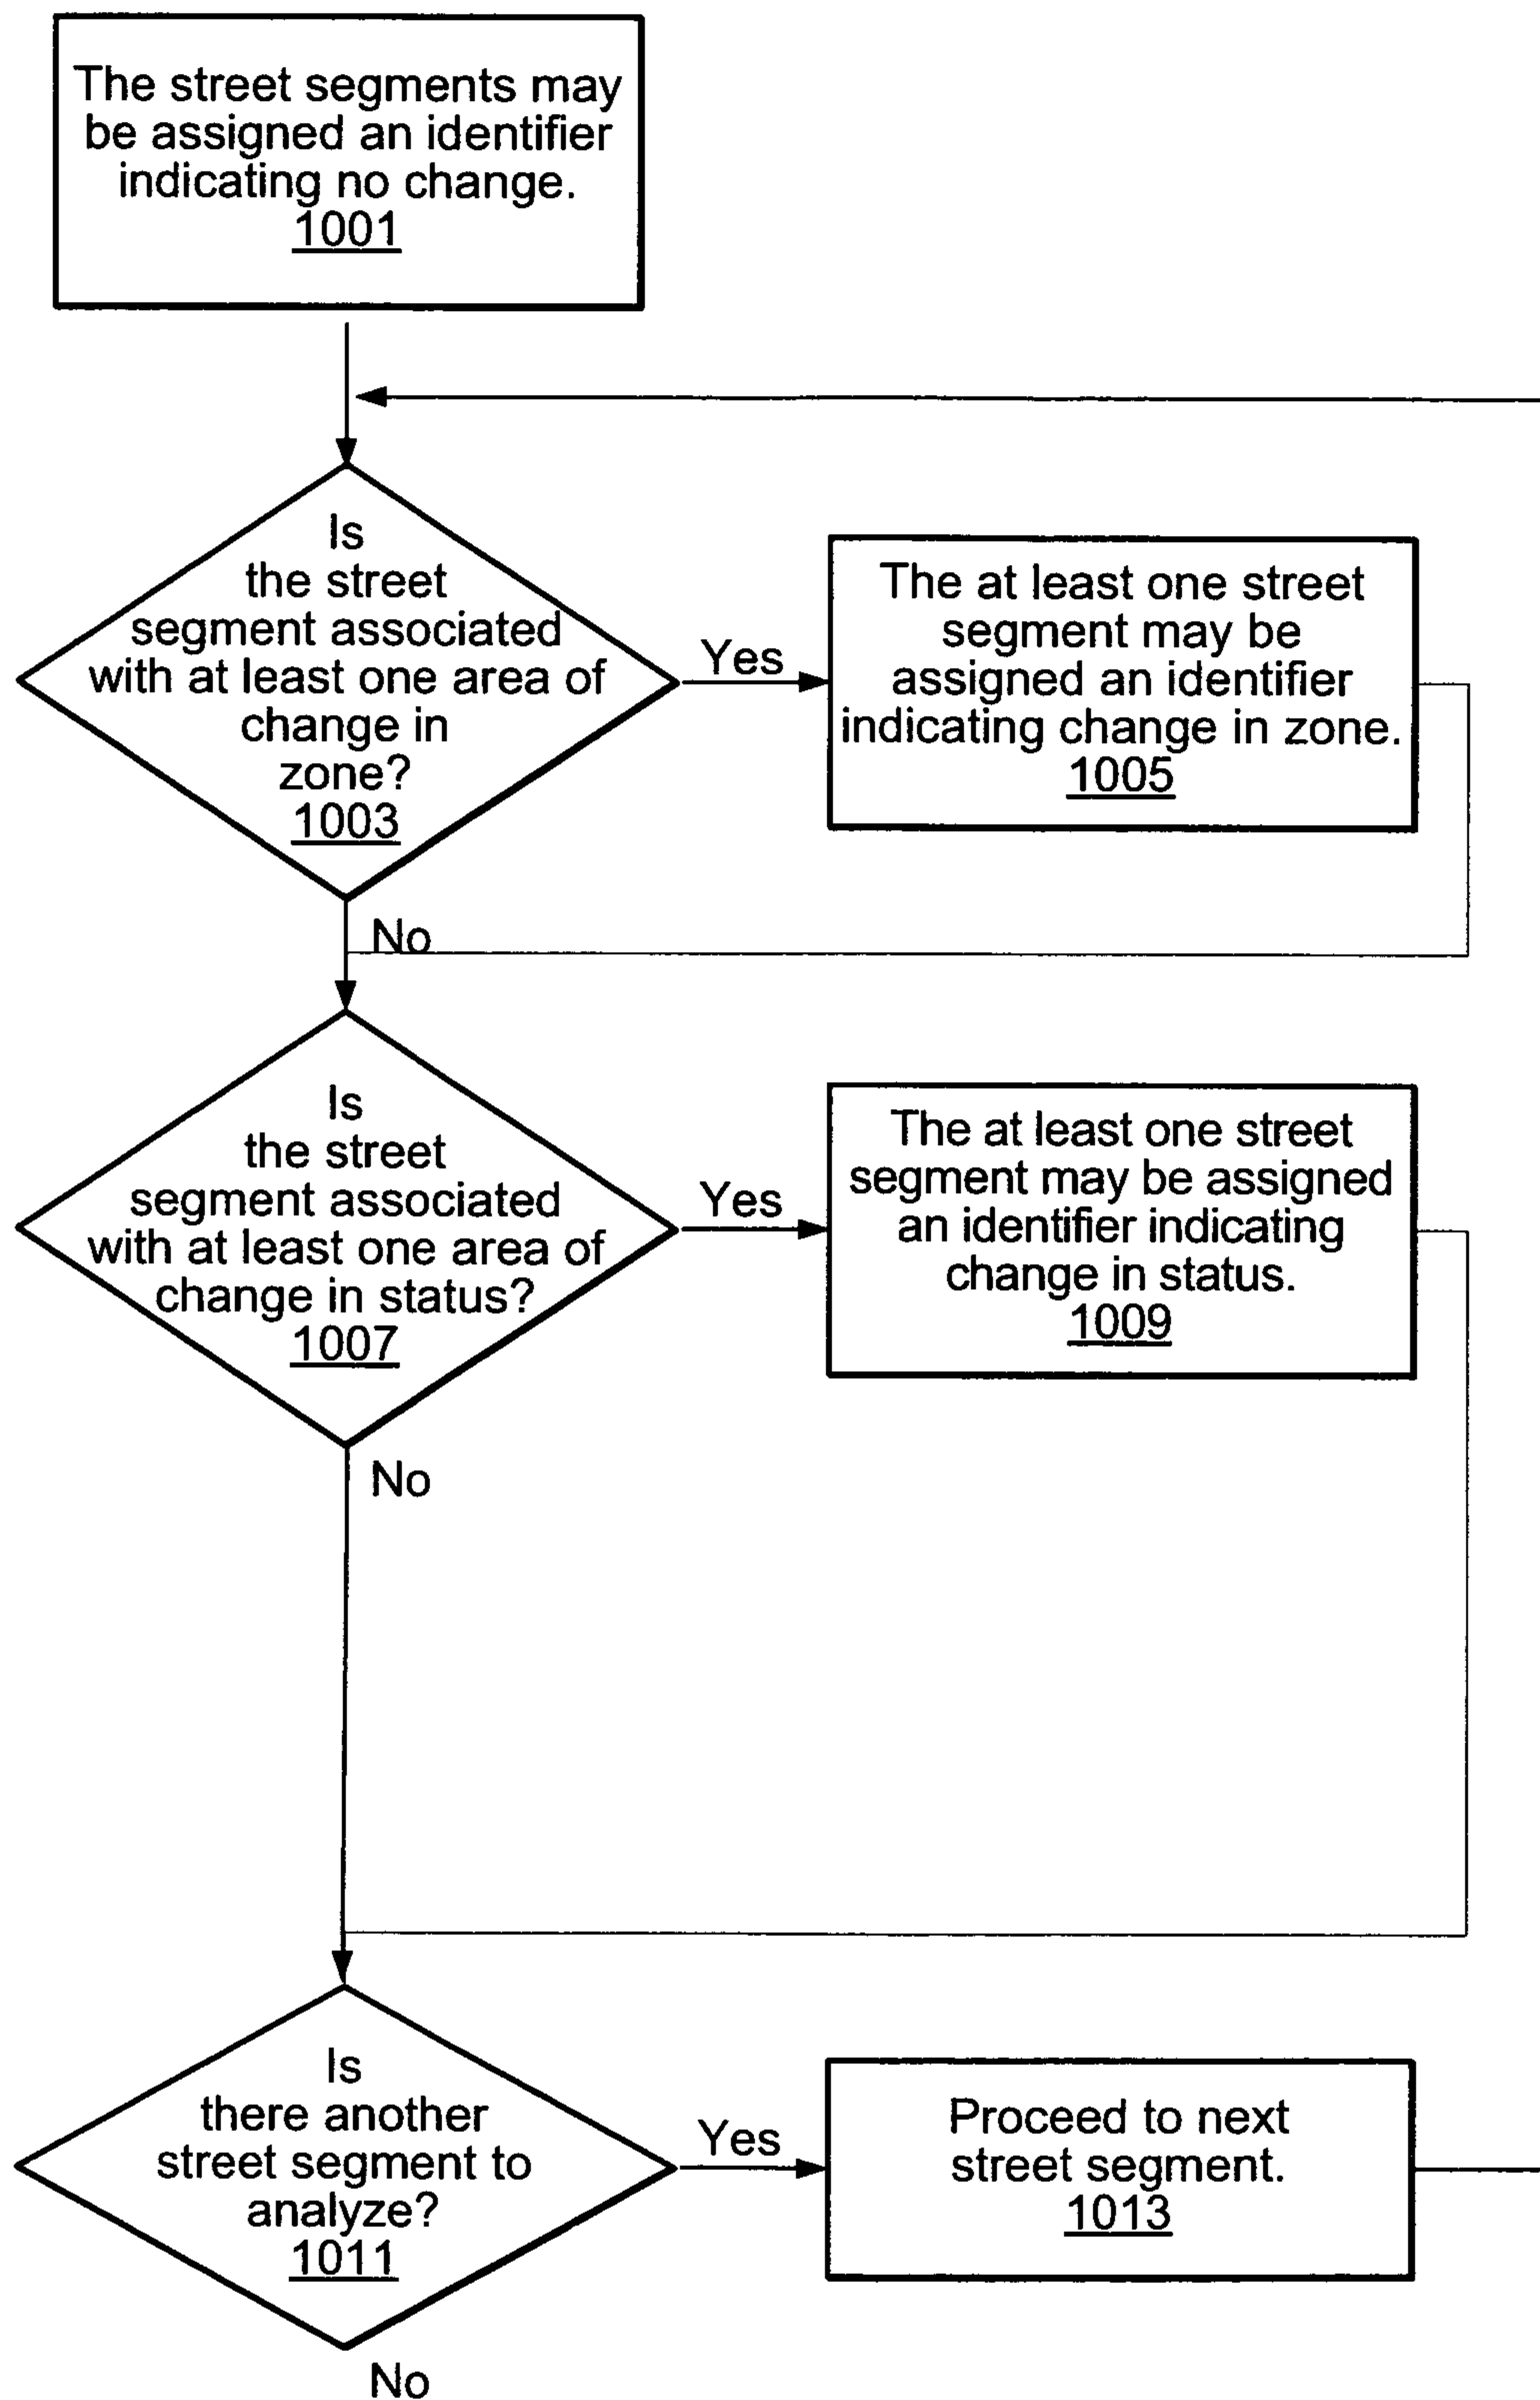 The street segments may
be assigned an identifier
indicating no change.
1001
Is
the street
segment associated
with at least one area of
change in
zone?
1003
Yes
The at least one street
segment may be
assigned an identifier
indicating change in zone.
1005
No
Is
the street
segment associated
with at least one area of
change in status?
1007
Yes
The at least one street
segment may be assigned
an identifier indicating
change in status.
1009
No
Is
there another
street segment to
analyze?
1011
Yes
Proceed to next
street segment.
1013
No